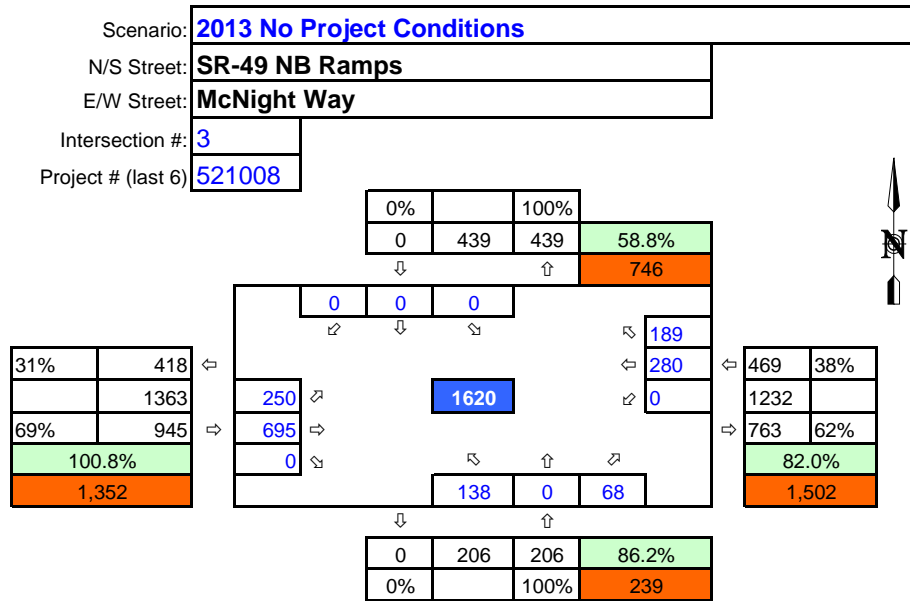 Scenario: 2013 No Project Conditions
N/S Street: SR-49 NB Ramps
E/W Street: McNight Way
Intersection #: 3
Project # (last 6) 521008
0% 100%
0 439 439 58.8%
⇩ ⇧ 746
N
0 0 0
⬃ ⇩ ⬂
⬁ 189
31% 418 ⇦ ⇦ 280 ⇦ 469 38%
1363 250 ⬀ 1620 ⬃ 0 1232
69% 945 ⇨ 695 ⇨ ⇨ 763 62%
100.8% 0 ⬂ ⬁ ⇧ ⬀ 82.0%
1,352 138 0 68 1,502
⇩ ⇧
0 206 206 86.2%
0% 100% 239